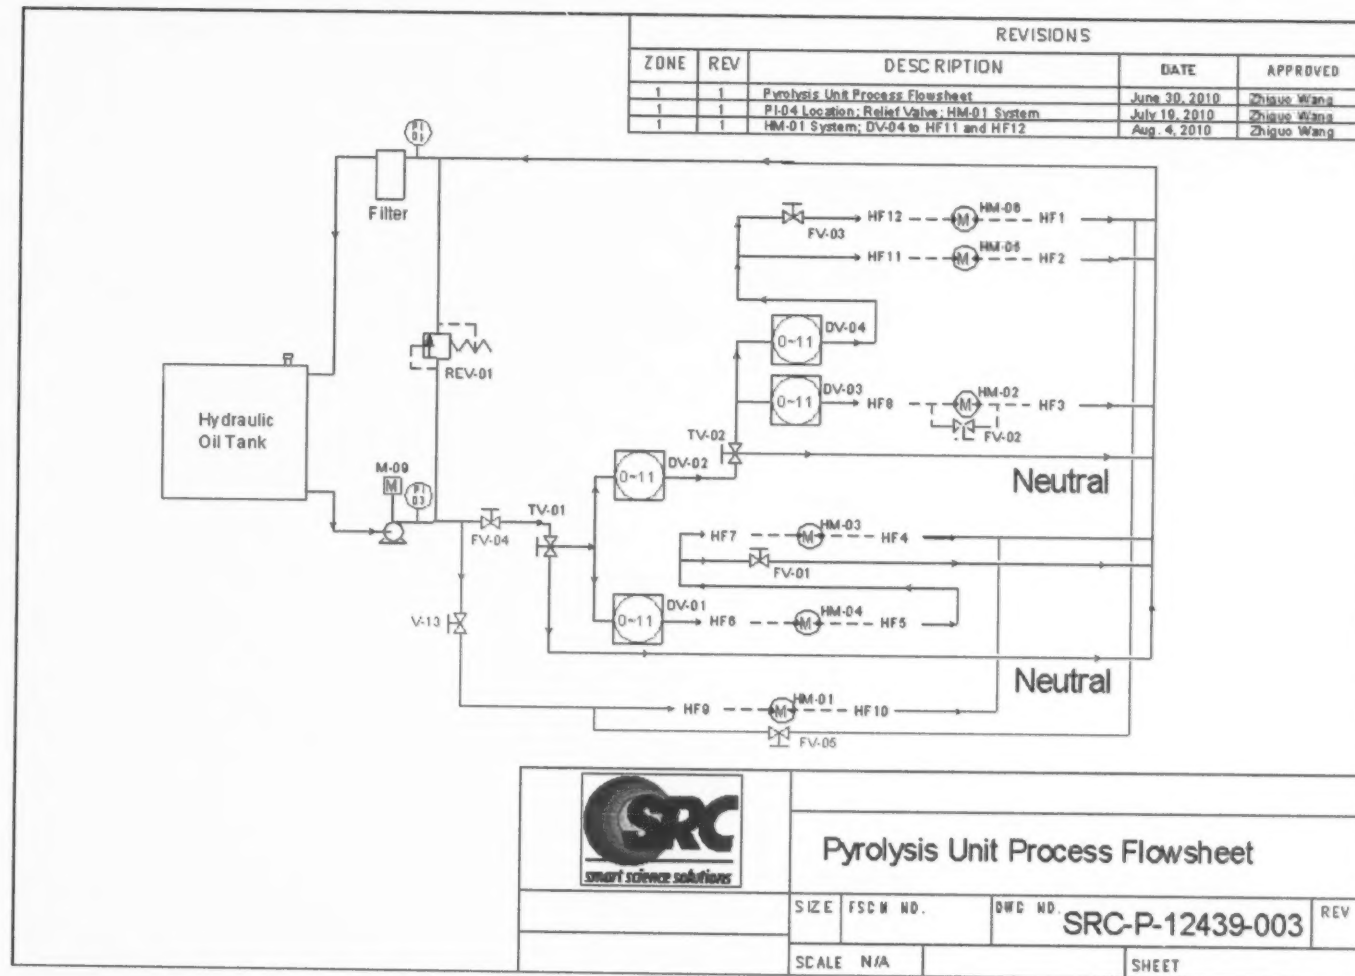 REVISIONS
ZONE REV DESCRIPTION DATE APPROVED
1 1 Pyrolysis Unit Process Flowsheet June 30, 2010 Zhiguo Wang
1 1 PI-04 Location; Relief Valve; HM-01 System July 19, 2010 Zhiguo Wang
1 1 HM-01 System; DV-04 to HF11 and HF12 Aug. 4, 2010 Zhiguo Wang
PI
Filter
FV-03
HF12 M HM-06 HF1
HF11 M HM-05 HF2
0~11 DV-04
REV-01
0~11 DV-03
HF8 M HM-02 HF3
FV-02
Hydraulic
Oil Tank
TV-02
0~11 DV-02
Neutral
M-09
M
PI
03
FV-04
TV-01
HF7 M HM-03 HF4
FV-01
0~11 DV-01
HF6 M HM-04 HF5
V-13
Neutral
HF9 M HM-01 HF10
FV-05
SRC
smart science solutions
Pyrolysis Unit Process Flowsheet
SIZE FSCM NO. DWG NO. SRC-P-12439-003 REV
SCALE N/A SHEET